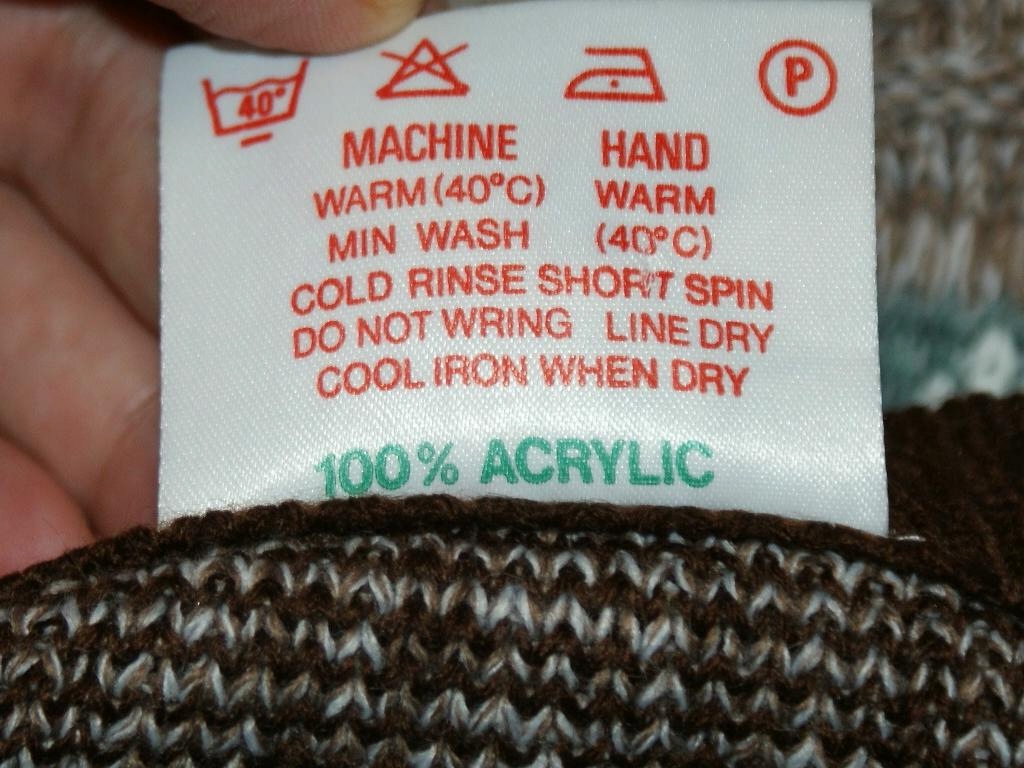 40° P
MACHINE HAND
WARM (40°C) WARM
MIN WASH (40°C)
COLD RINSE SHORT SPIN
DO NOT WRING LINE DRY
COOL IRON WHEN DRY
100% ACRYLIC